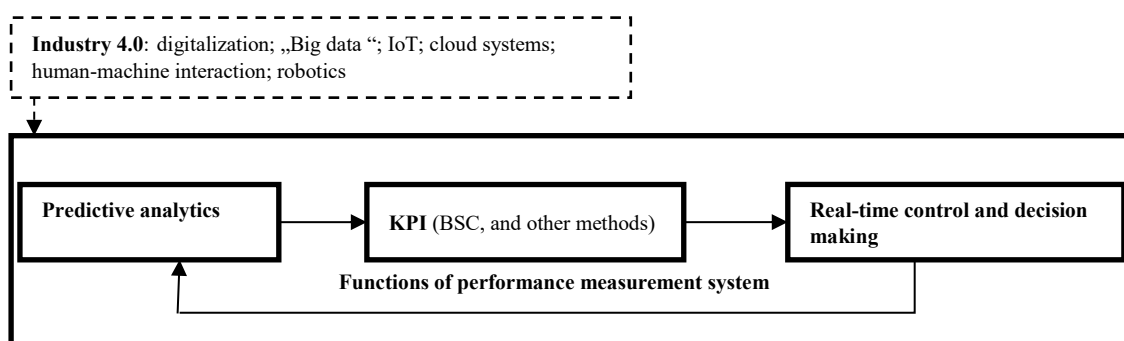 Industry 4.0: digitalization; „Big data “; IoT; cloud systems;
human-machine interaction; robotics
Predictive analytics
KPI (BSC, and other methods)
Real-time control and decision
making
Functions of performance measurement system